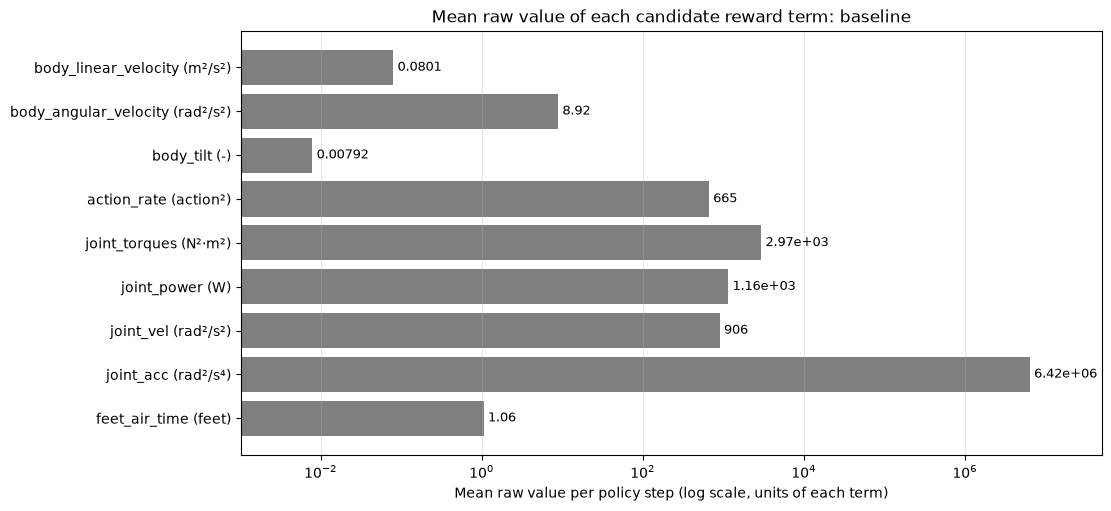 Mean raw value of each candidate reward term: baseline
body_linear_velocity (m²/s²) 0.0801
body_angular_velocity (rad²/s²) 8.92
body_tilt (-) 0.00792
action_rate (action²) 665
joint_torques (N²·m²) 2.97e+03
joint_power (W) 1.16e+03
joint_vel (rad²/s²) 906
joint_acc (rad²/s⁴) 6.42e+06
feet_air_time (feet) 1.06
10⁻² 10⁰ 10² 10⁴ 10⁶
Mean raw value per policy step (log scale, units of each term)